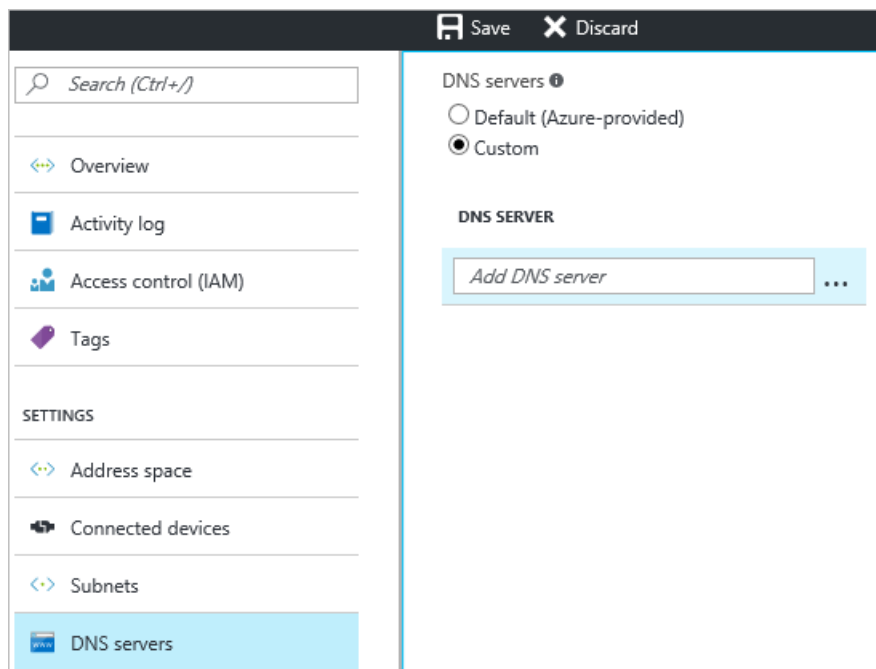 Save
Discard
Search (Ctrl+/)
Overview
Activity log
Access control (IAM)
Tags
SETTINGS
Address space
Connected devices
Subnets
www
DNS servers
DNS servers
Default (Azure-provided)
Custom
DNS SERVER
Add DNS server
...